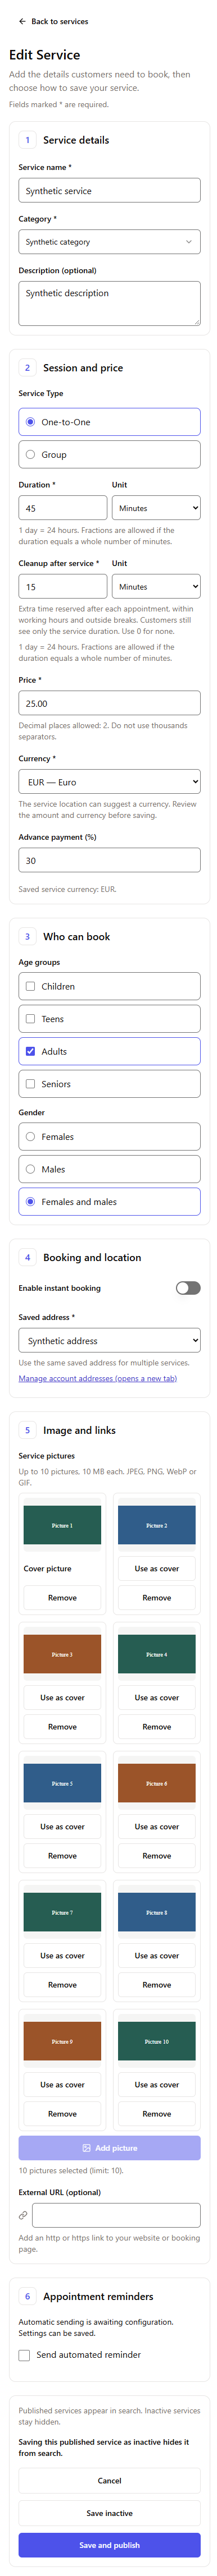 Back to services
Edit Service
Add the details customers need to book, then
choose how to save your service.
Fields marked * are required.
1 Service details
Service name *
Synthetic service
Category *
Synthetic category
Description (optional)
Synthetic description
2 Session and price
Service Type
One-to-One
Group
Duration * Unit
45 Minutes
1 day = 24 hours. Fractions are allowed if the
duration equals a whole number of minutes.
Cleanup after service * Unit
15 Minutes
Extra time reserved after each appointment, within
working hours and outside breaks. Customers still
see only the service duration. Use 0 for none.
1 day = 24 hours. Fractions are allowed if the
duration equals a whole number of minutes.
Price *
25.00
Decimal places allowed: 2. Do not use thousands
separators.
Currency *
EUR — Euro
The service location can suggest a currency. Review
the amount and currency before saving.
Advance payment (%)
30
Saved service currency: EUR.
3 Who can book
Age groups
Children
Teens
Adults
Seniors
Gender
Females
Males
Females and males
4 Booking and location
Enable instant booking
Saved address *
Synthetic address
Use the same saved address for multiple services.
Manage account addresses (opens a new tab)
5 Image and links
Service pictures
Up to 10 pictures. 10 MB each. JPEG, PNG, WebP or
GIF.
Picture 1 Picture 2
Cover picture Use as cover
Remove Remove
Picture 3 Picture 4
Use as cover Use as cover
Remove Remove
Picture 5 Picture 6
Use as cover Use as cover
Remove Remove
Picture 7 Picture 8
Use as cover Use as cover
Remove Remove
Picture 9 Picture 10
Use as cover Use as cover
Remove Remove
Add picture
10 pictures selected (limit: 10).
External URL (optional)
Add an http or https link to your website or booking
page.
6 Appointment reminders
Automatic sending is awaiting configuration.
Settings can be saved.
Send automated reminder
Published services appear in search. Inactive services
stay hidden.
Saving this published service as inactive hides it
from search.
Cancel
Save inactive
Save and publish